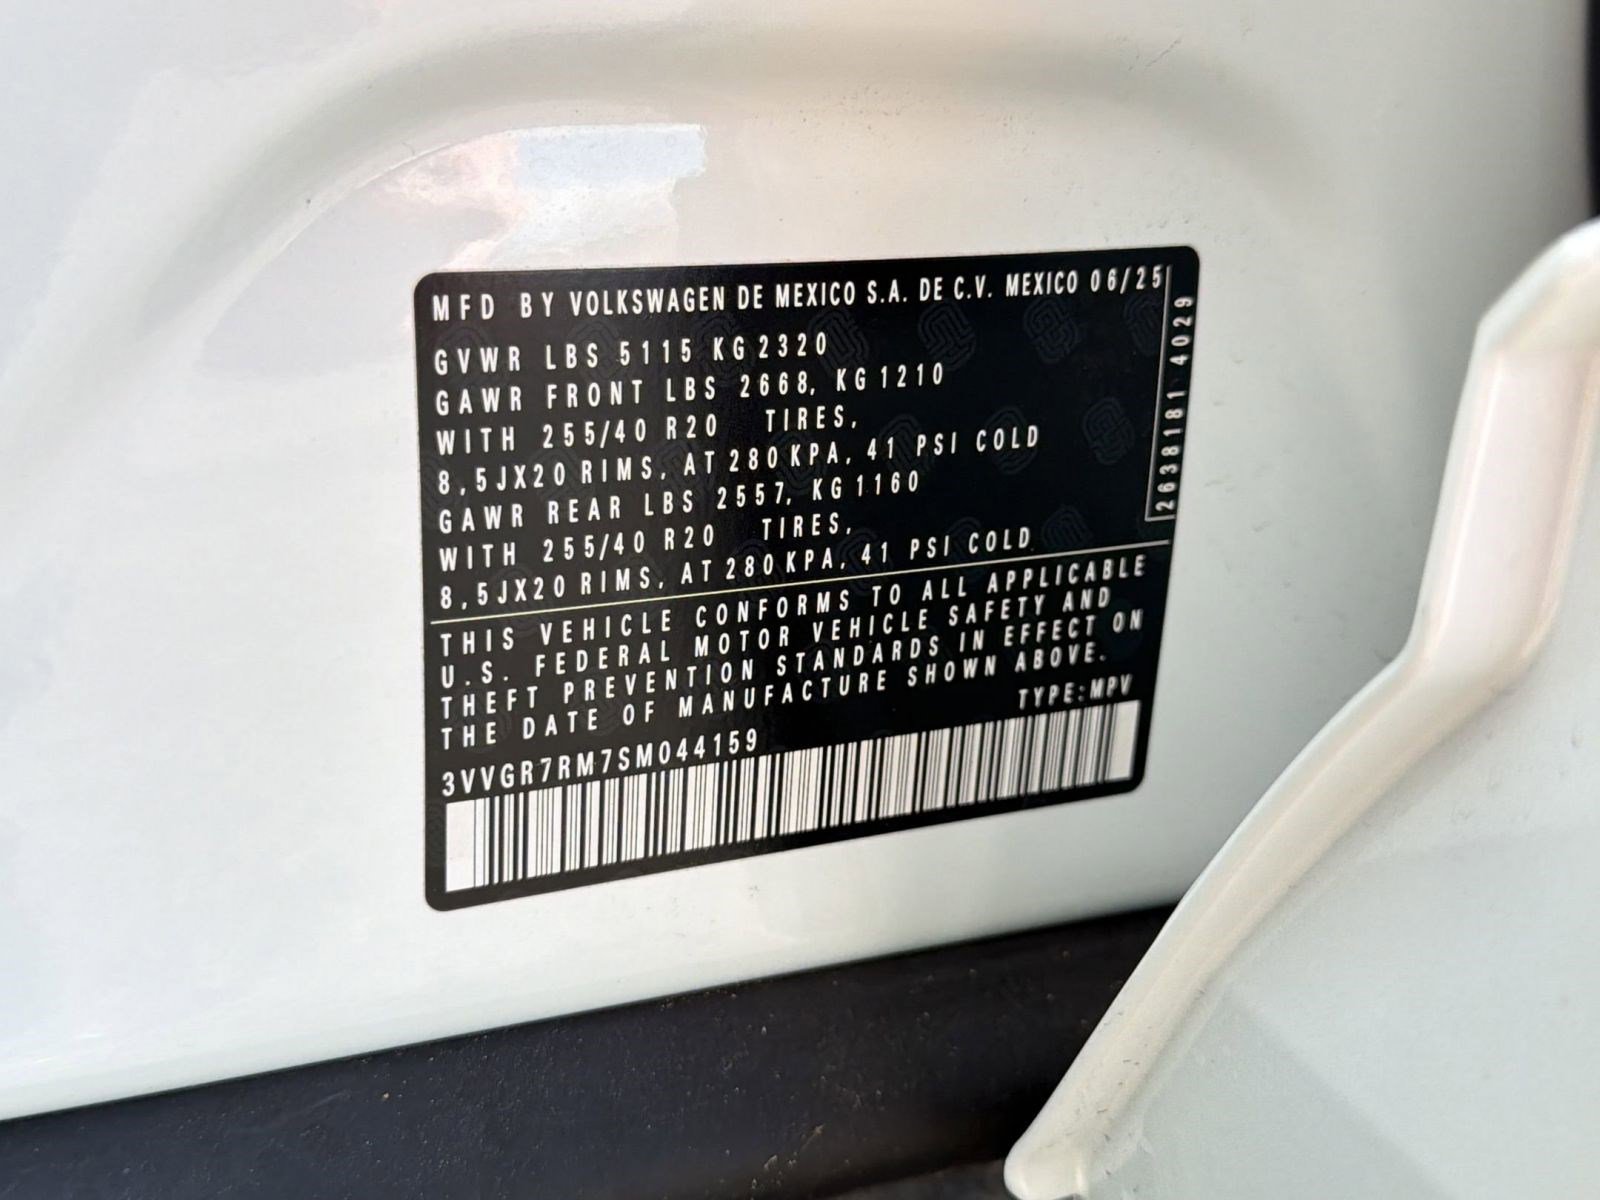 MFD BY VOLKSWAGEN DE MEXICO S.A. DE C.V. MEXICO 06/25
GVWR LBS 5115 KG 2320
GAWR FRONT LBS 2668, KG 1210
WITH 255/40 R20 TIRES,
8,5JX20 RIMS, AT 280 KPA, 41 PSI COLD
GAWR REAR LBS 2557, KG 1160
WITH 255/40 R20 TIRES,
8,5JX20 RIMS, AT 280 KPA, 41 PSI COLD
THIS VEHICLE CONFORMS TO ALL APPLICABLE
U.S. FEDERAL MOTOR VEHICLE SAFETY AND
THEFT PREVENTION STANDARDS IN EFFECT ON
THE DATE OF MANUFACTURE SHOWN ABOVE.
TYPE:MPV
3VVGR7RM7SM044159
2638181 4029